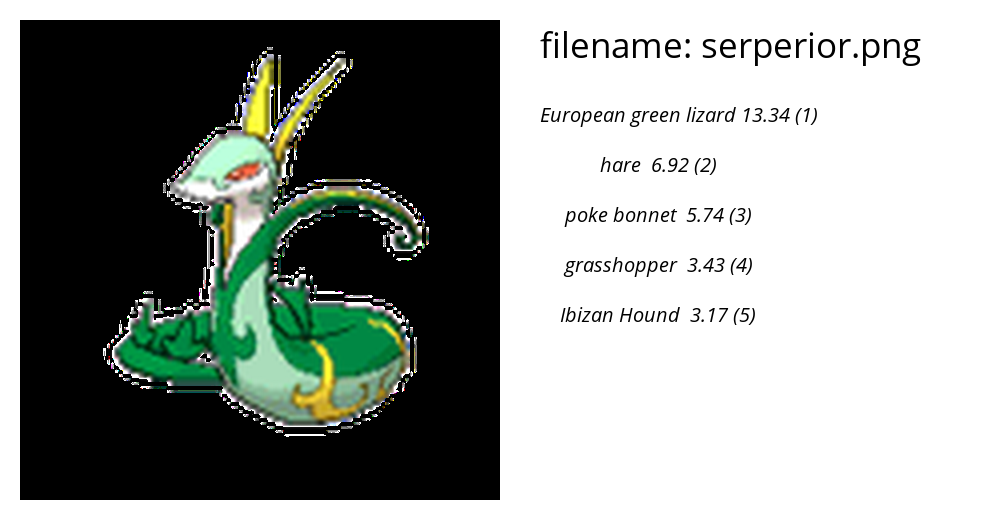 filename: serperior.png
European green lizard 13.34 (1)
hare 6.92 (2)
poke bonnet 5.74 (3)
grasshopper 3.43 (4)
Ibizan Hound 3.17 (5)